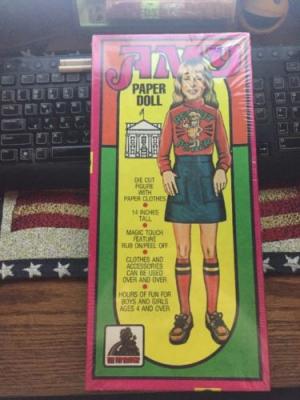 AMY
PAPER
DOLL
DIE CUT
FIGURE
WITH
PAPER CLOTHES
14 INCHES
TALL
MAGIC TOUCH
FEATURE
RUB ON/PEEL OFF
CLOTHES AND
ACCESSORIES
CAN BE USED
OVER AND OVER
HOURS OF FUN FOR
BOYS AND GIRLS
AGES 4 AND OVER